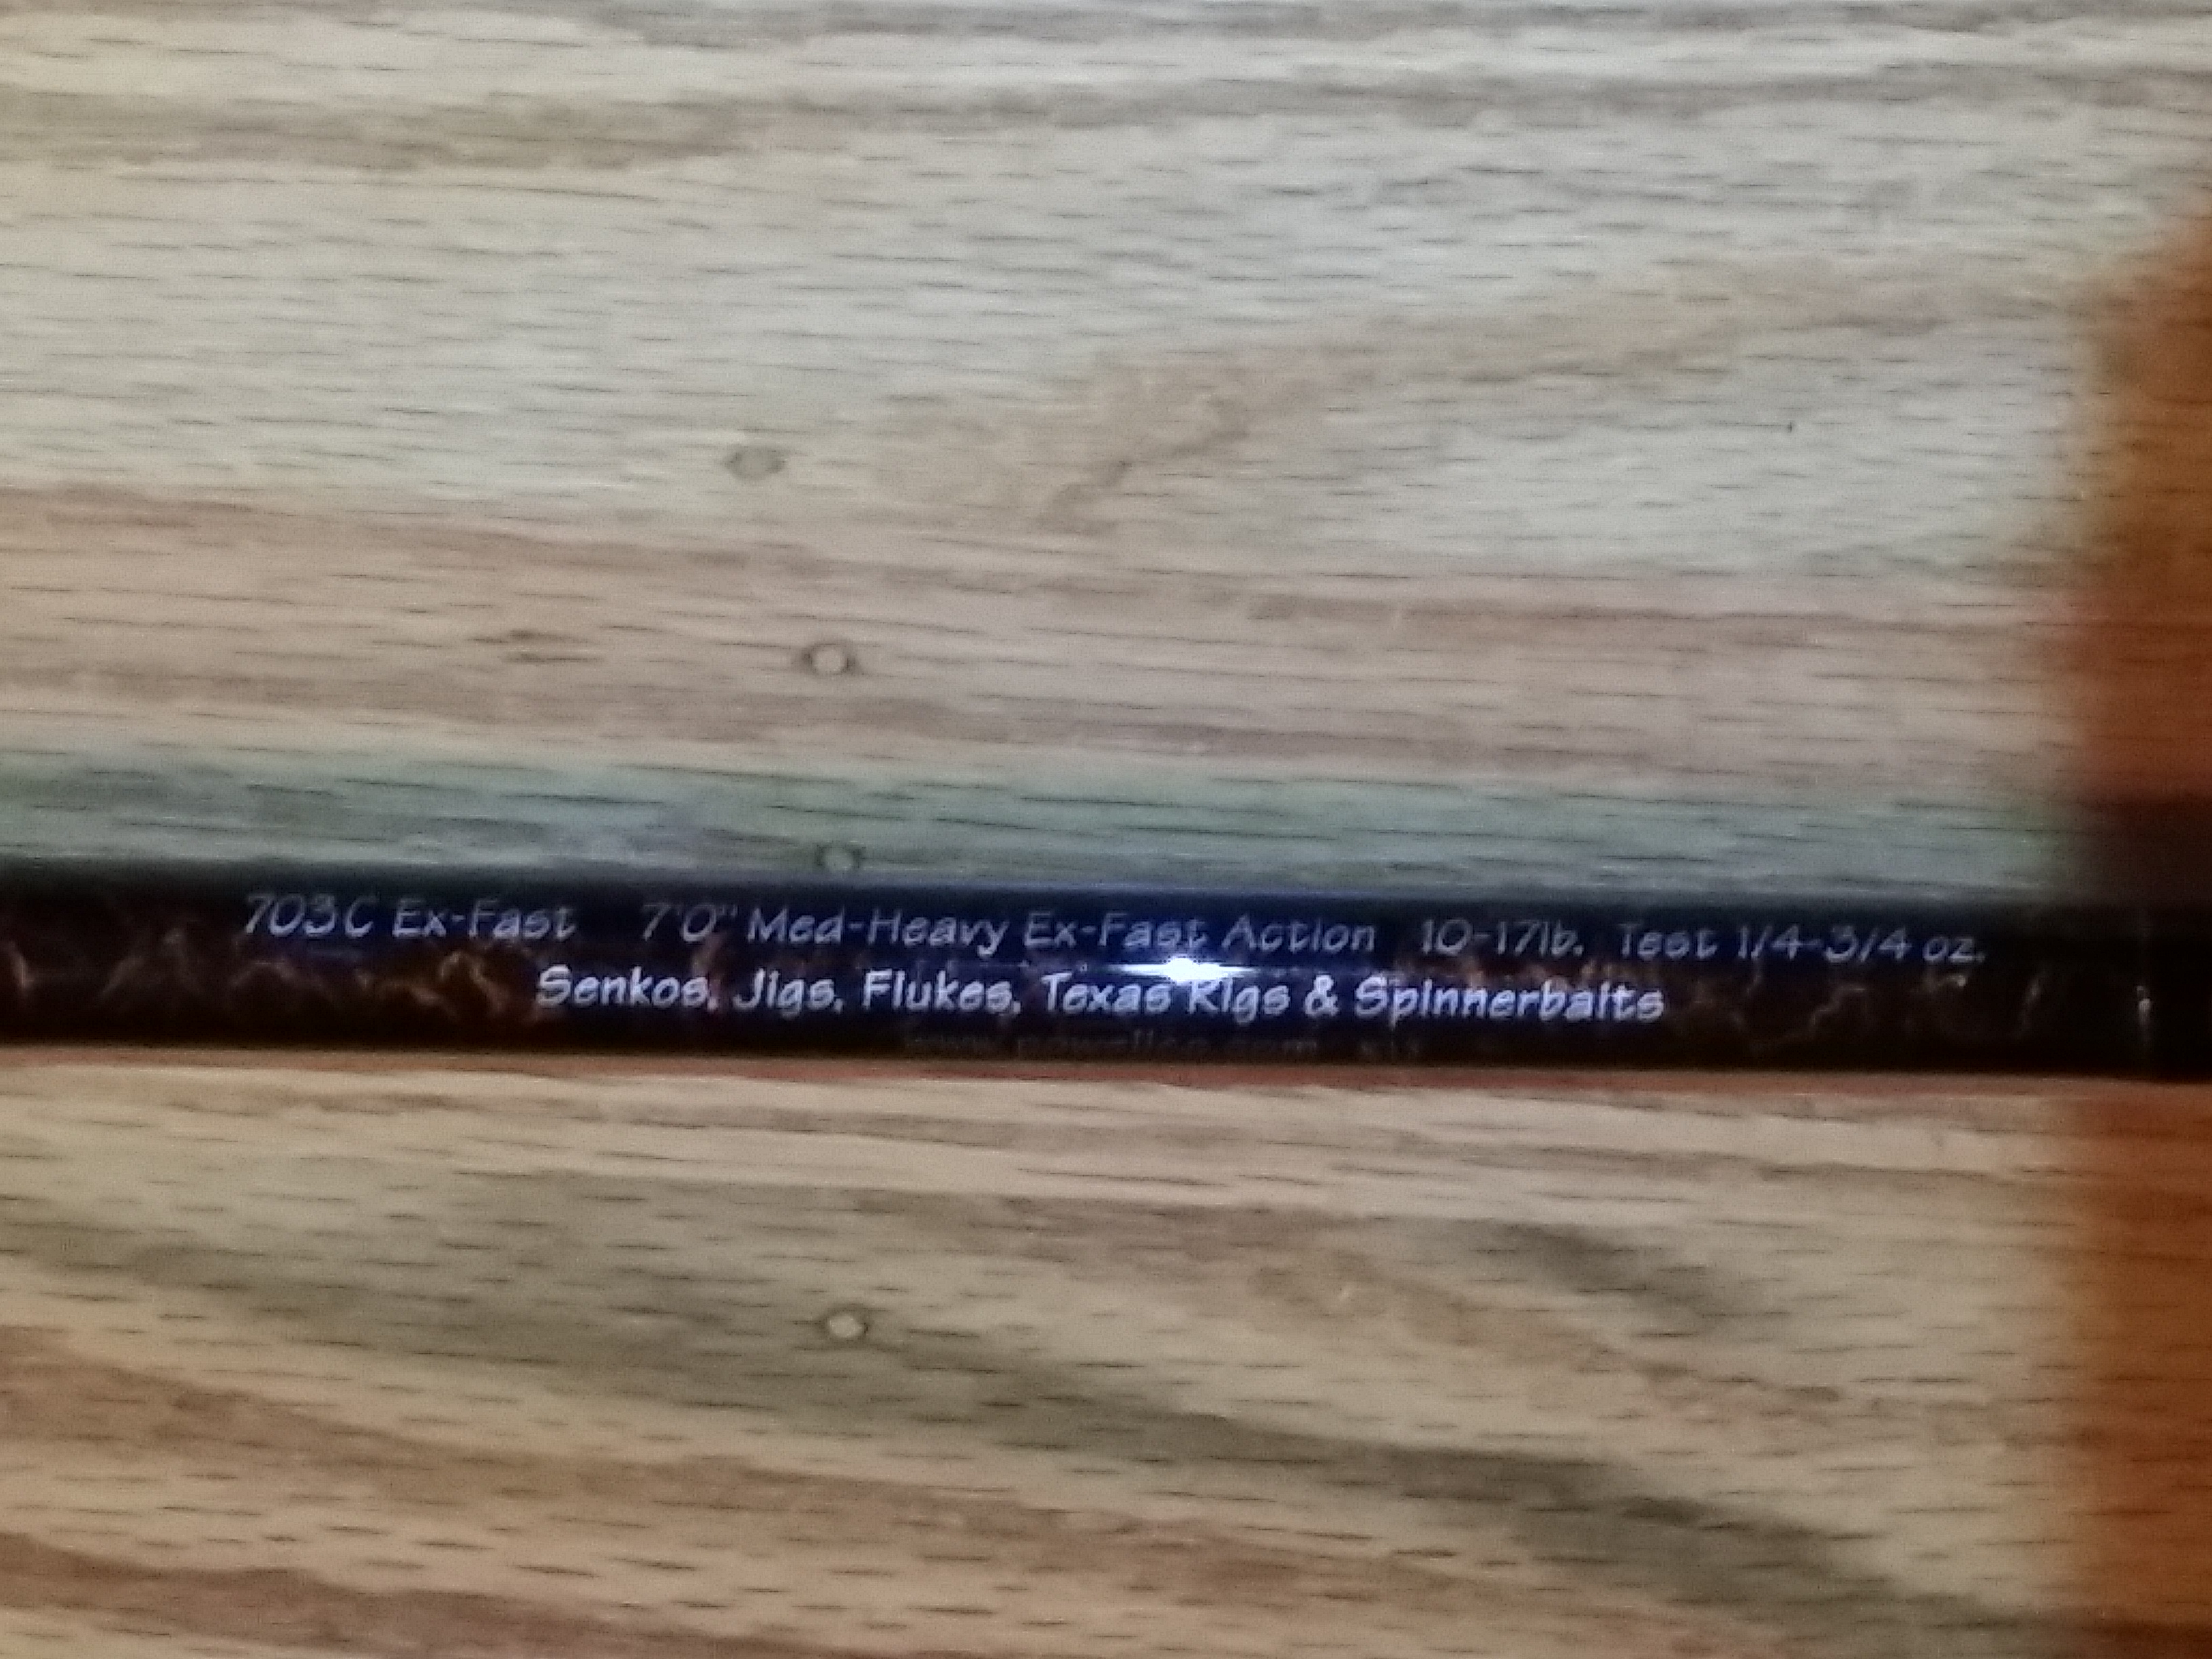 703C Ex-Fast 7'0" Med-Heavy Ex-Fast Action 10-17lb. Test 1/4-3/4 oz.
Senkos, Jigs, Flukes, Texas Rigs & Spinnerbaits